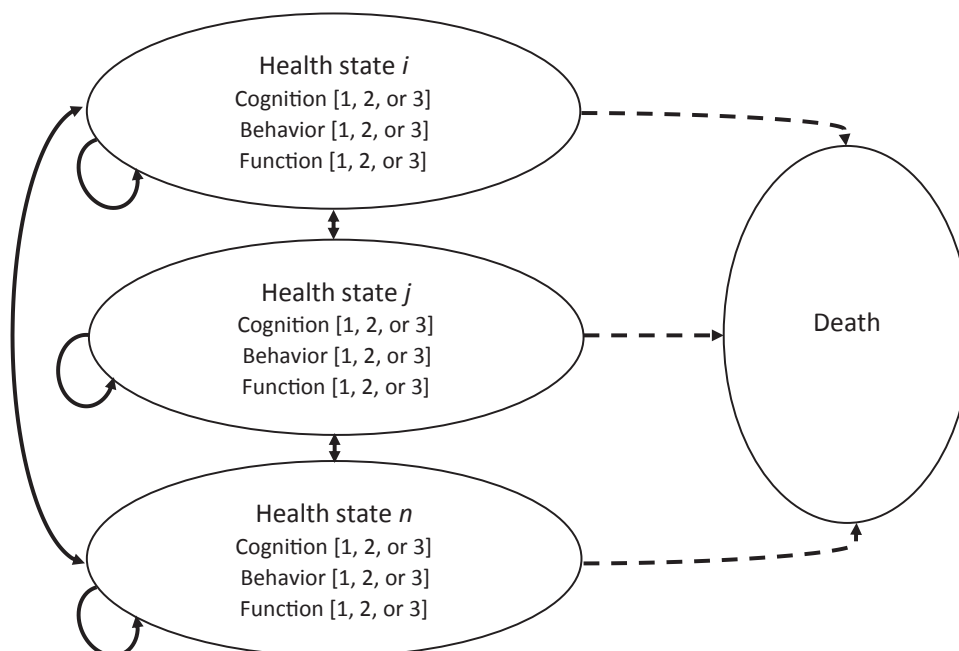 Health state i
Cognition [1, 2, or 3]
Behavior [1, 2, or 3]
Function [1, 2, or 3]
Health state j
Cognition [1, 2, or 3]
Behavior [1, 2, or 3]
Function [1, 2, or 3]
Death
Health state n
Cognition [1, 2, or 3]
Behavior [1, 2, or 3]
Function [1, 2, or 3]